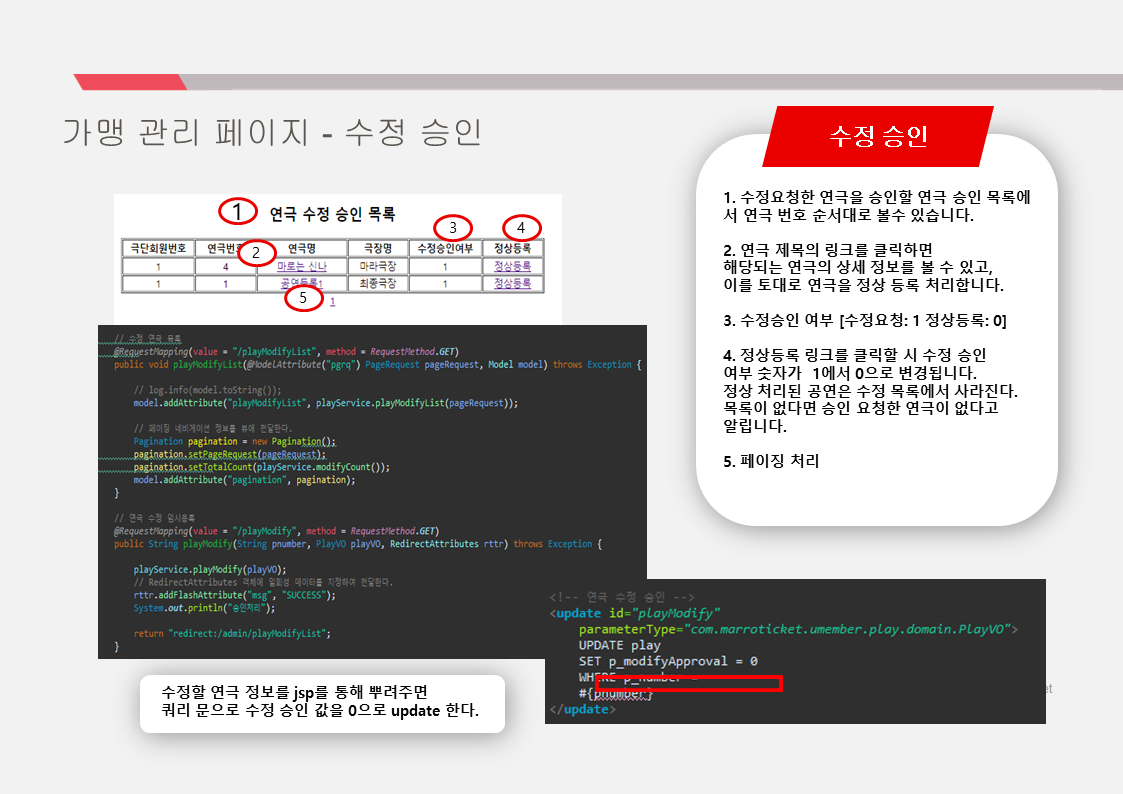 가맹 관리 페이지 - 수정 승인
수정 승인
1. 수정요청한 연극을 승인할 연극 승인 목록에
서 연극 번호 순서대로 볼수 있습니다.
2. 연극 제목의 링크를 클릭하면
해당되는 연극의 상세 정보를 볼 수 있고,
이를 토대로 연극을 정상 등록 처리합니다.
3. 수정승인 여부 [수정요청: 1 정상등록: 0]
4. 정상등록 링크를 클릭할 시 수정 승인
여부 숫자가 1에서 0으로 변경됩니다.
정상 처리된 공연은 수정 목록에서 사라진다.
목록이 없다면 승인 요청한 연극이 없다고
알립니다.
5. 페이징 처리
1 연극 수정 승인 목록
3 4
극단회원번호 연극번호 2 연극명 극장명 수정승인여부 정상등록
1 4 마로는 신나 마라극장 1 정상등록
1 1 공연등록1 최종극장 1 정상등록
5 1
// 수정 연극 목록
@RequestMapping(value = "/playModifyList", method = RequestMethod.GET)
public void playModifyList(@ModelAttribute("pgrq") PageRequest pageRequest, Model model) throws Exception {
// log.info(model.toString());
model.addAttribute("playModifyList", playService.playModifyList(pageRequest));
// 페이징 네비게이션 정보를 뷰에 전달한다.
Pagination pagination = new Pagination();
pagination.setPageRequest(pageRequest);
pagination.setTotalCount(playService.modifyCount());
model.addAttribute("pagination", pagination);
}
// 연극 수정 임시등록
@RequestMapping(value = "/playModify", method = RequestMethod.GET)
public String playModify(String pnumber, PlayVO playVO, RedirectAttributes rttr) throws Exception {
playService.playModify(playVO);
// RedirectAttributes 객체에 일회성 데이터를 지정하여 전달한다.
rttr.addFlashAttribute("msg", "SUCCESS");
System.out.println("승인처리");
return "redirect:/admin/playModifyList";
}
<!-- 연극 수정 승인 -->
<update id="playModify"
parameterType="com.marroticket.umember.play.domain.PlayVO">
UPDATE play
SET p_modifyApproval = 0
WHERE p_number =
#{pnumber}
</update>
et
수정할 연극 정보를 jsp를 통해 뿌려주면
쿼리 문으로 수정 승인 값을 0으로 update 한다.